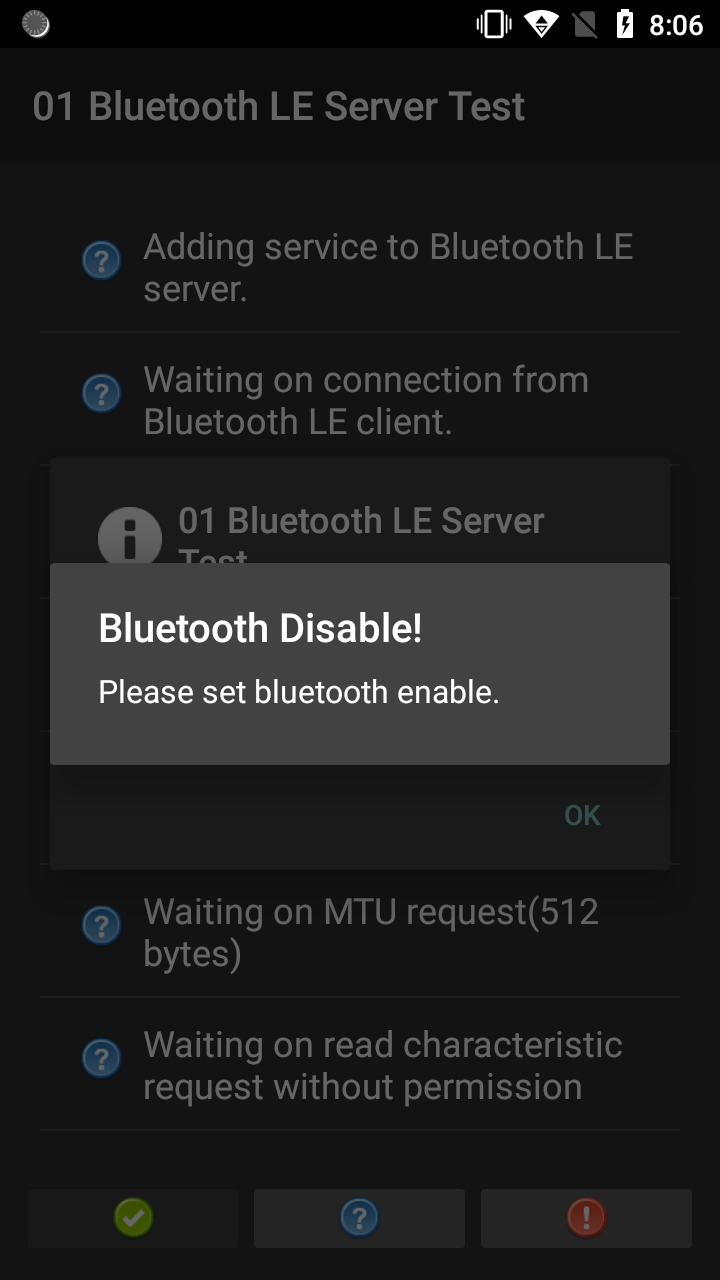 8:06
01 Bluetooth LE Server Test
Adding service to Bluetooth LE
server.
Waiting on connection from
Bluetooth LE client.
01 Bluetooth LE Server
Test
Bluetooth Disable!
Please set bluetooth enable.
OK
Waiting on MTU request(512
bytes)
Waiting on read characteristic
request without permission